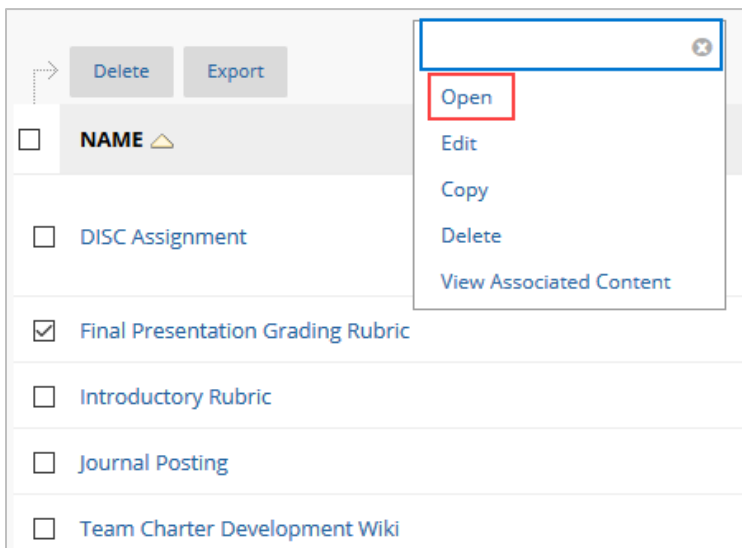 Delete Export
Open
NAME
Edit
Copy
DISC Assignment
Delete
View Associated Content
Final Presentation Grading Rubric
Introductory Rubric
Journal Posting
Team Charter Development Wiki